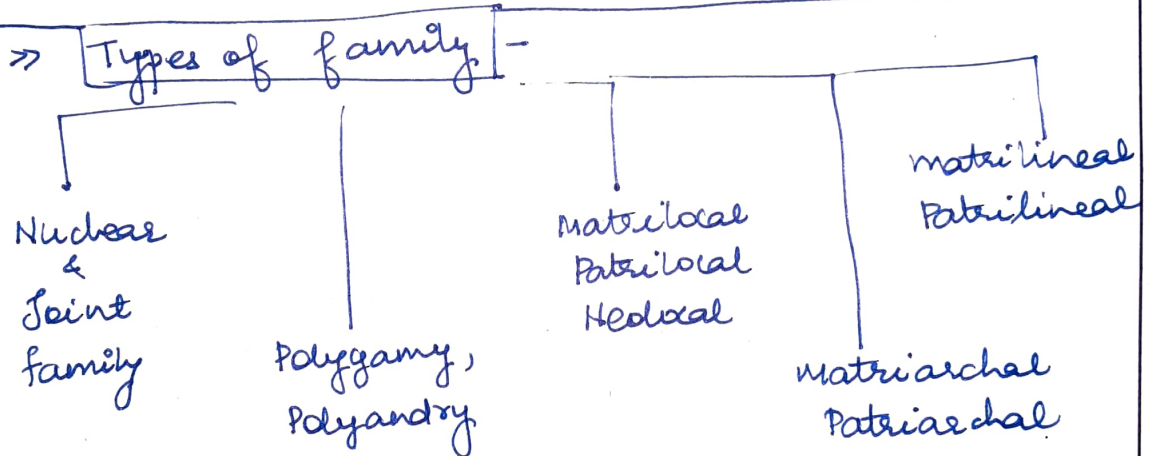 » Types of family -
Nuclear
&
Joint
family
Polygamy,
Polyandry
Matrilocal
Patrilocal
Neolocal
Matriarchal
Patriarchal
Matrilineal
Patrilineal